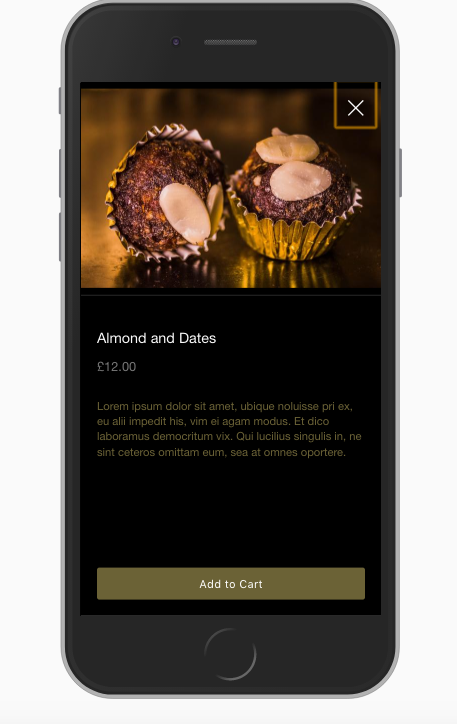 Almond and Dates
£12.00
Lorem ipsum dolor sit amet, ubique noluisse pri ex,
eu alii impedit his, vim ei agam modus. Et dico
laboramus democritum vix. Qui lucilius singulis in, ne
sint ceteros omittam eum, sea at omnes oportere.
Add to Cart